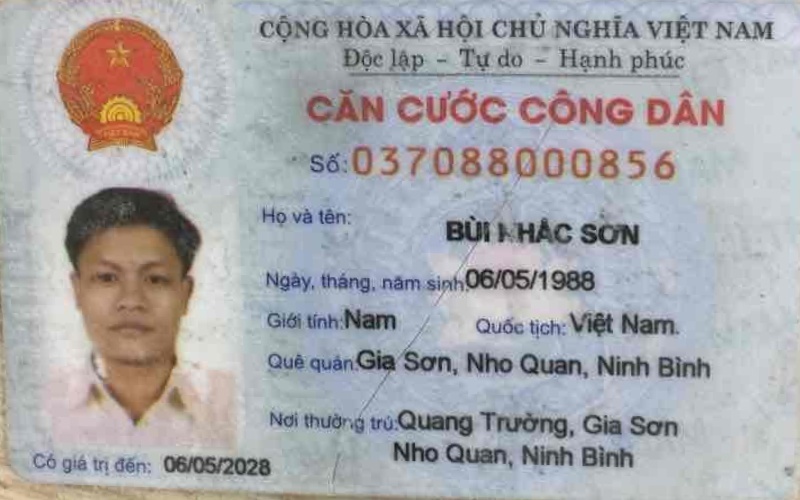 CỘNG HÒA XÃ HỘI CHỦ NGHĨA VIỆT NAM
Độc lập - Tự do - Hạnh phúc
CĂN CƯỚC CÔNG DÂN
Số: 037088000856
Họ và tên:
BÙI KHẮC SƠN
Ngày, tháng, năm sinh: 06/05/1988
Giới tính: Nam Quốc tịch: Việt Nam.
Quê quán: Gia Sơn, Nho Quan, Ninh Bình
Nơi thường trú: Quang Trưởng, Gia Sơn
Nho Quan, Ninh Bình
Có giá trị đến: 06/05/2028